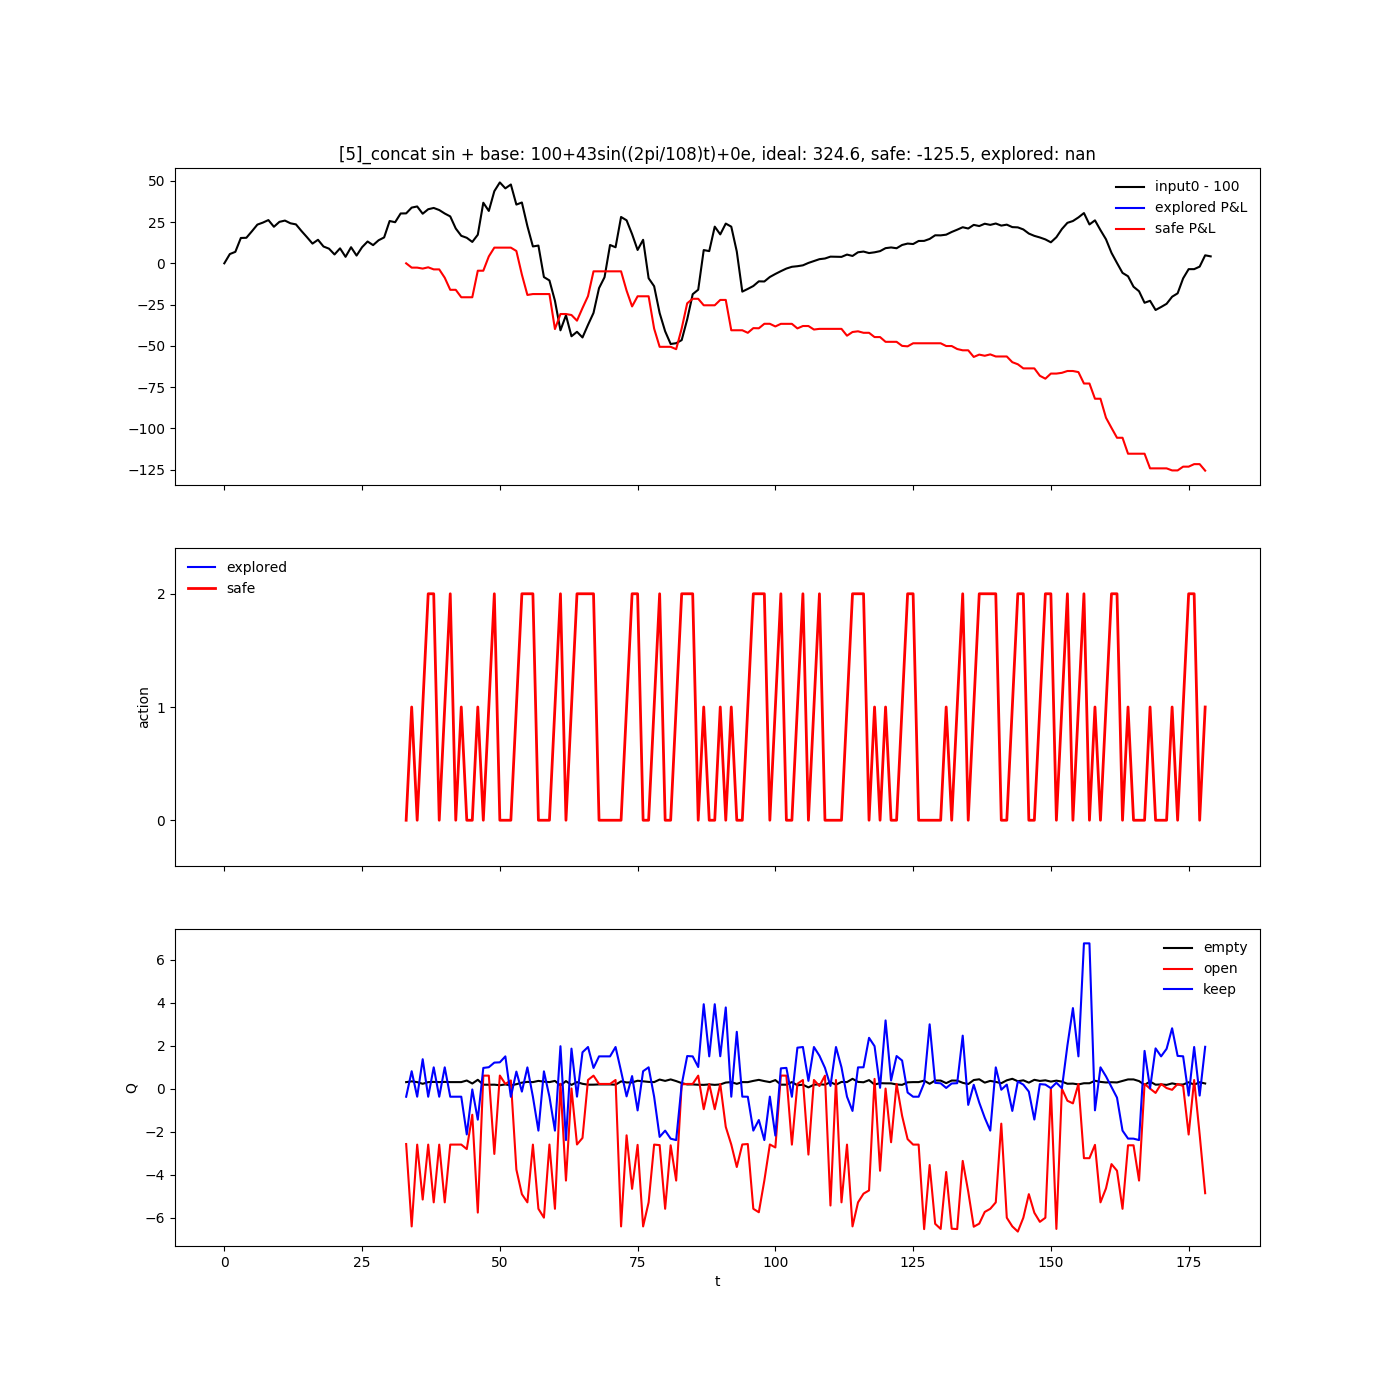 [5]_concat sin + base: 100+43sin((2pi/108)t)+0e, ideal: 324.6, safe: -125.5, explored: nan
50
25
0
−25
−50
−75
−100
−125
input0 - 100
explored P&L
safe P&L
2
1
0
action
explored
safe
6
4
2
0
−2
−4
−6
Q
empty
open
keep
0 25 50 75 100 125 150 175
t